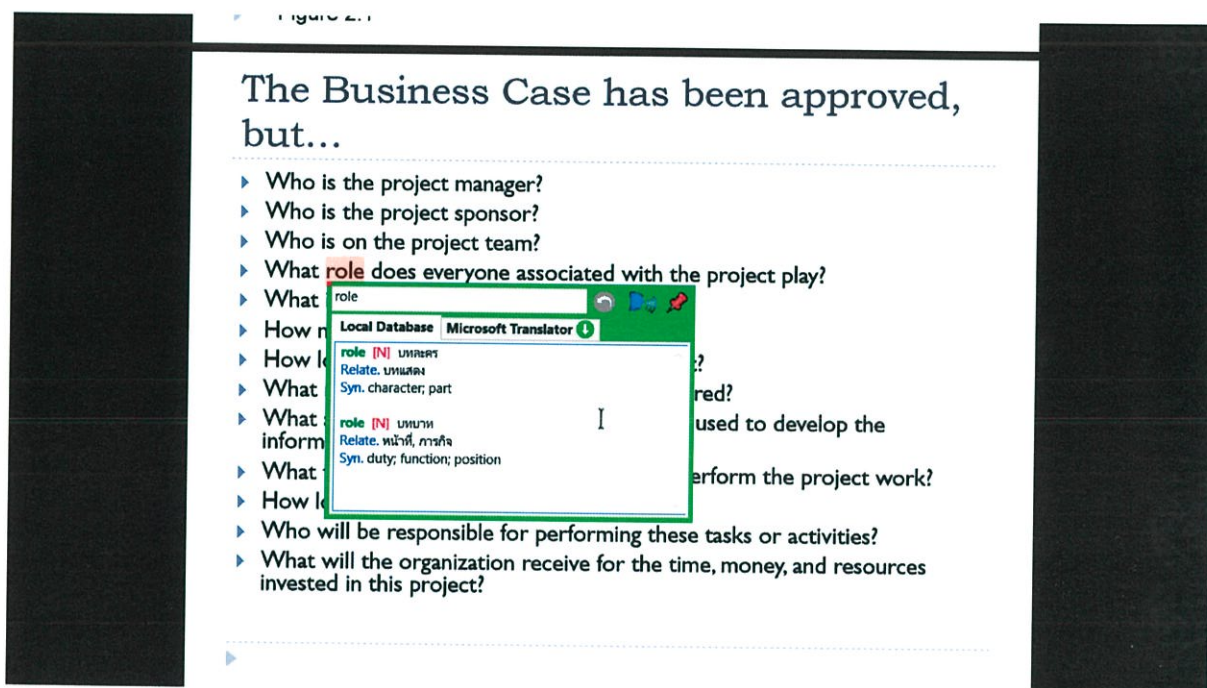 Figure 2.1
The Business Case has been approved,
but...
Who is the project manager?
Who is the project sponsor?
Who is on the project team?
What role does everyone associated with the project play?
What
role
How
Local Database Microsoft Translator
How
role [N] บทละคร
?
Relate. บทแสดง
What
Syn. character; part
red?
What
used to develop the
role [N] บทบาท
inform
Relate. หน้าที่, ภารกิจ
Syn. duty; function; position
What
erform the project work?
How
Who will be responsible for performing these tasks or activities?
What will the organization receive for the time, money, and resources
invested in this project?